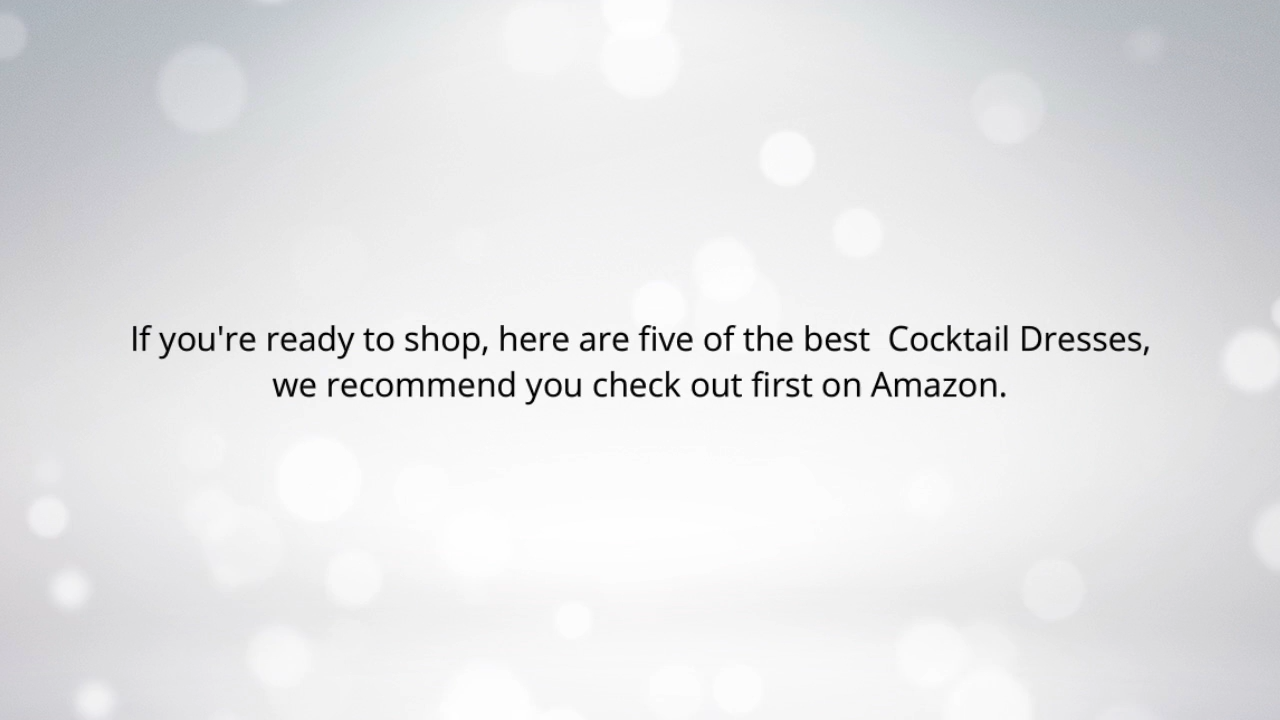 If you're ready to shop, here are five of the best  Cocktail Dresses,
we recommend you check out first on Amazon.